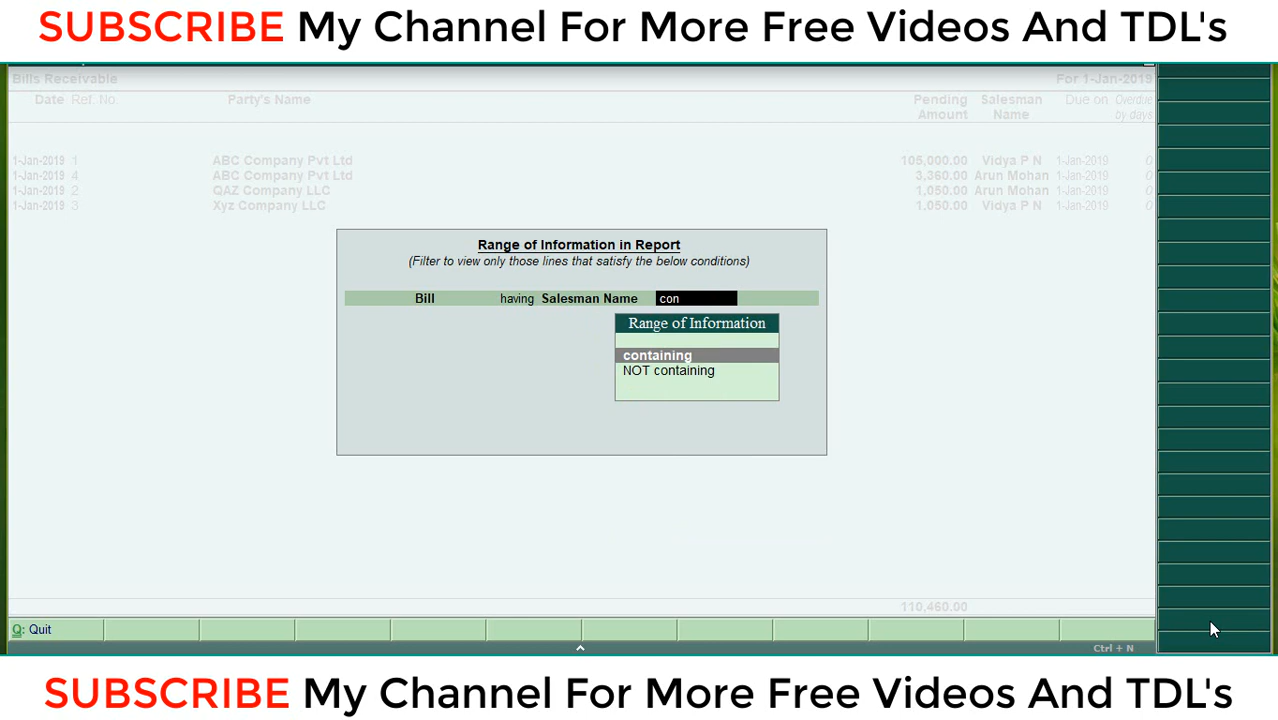 SUBSCRIBE My Channel For More Free Videos And TDL's
Bills Receivable For 1-Jan-2019
Date Ref. No. Party's Name Pending Amount Salesman Name Due on Overdue by days
1-Jan-2019 1 ABC Company Pvt Ltd 105,000.00 Vidya P N 1-Jan-2019 0
1-Jan-2019 4 ABC Company Pvt Ltd 3,360.00 Arun Mohan 1-Jan-2019 0
1-Jan-2019 2 QAZ Company LLC 1,050.00 Arun Mohan 1-Jan-2019 0
1-Jan-2019 3 Xyz Company LLC 1,050.00 Vidya P N 1-Jan-2019 0
Range of Information in Report
(Filter to view only those lines that satisfy the below conditions)
Bill having Salesman Name con
Range of Information
containing
NOT containing
110,460.00
Q: Quit
Ctrl + N
SUBSCRIBE My Channel For More Free Videos And TDL's